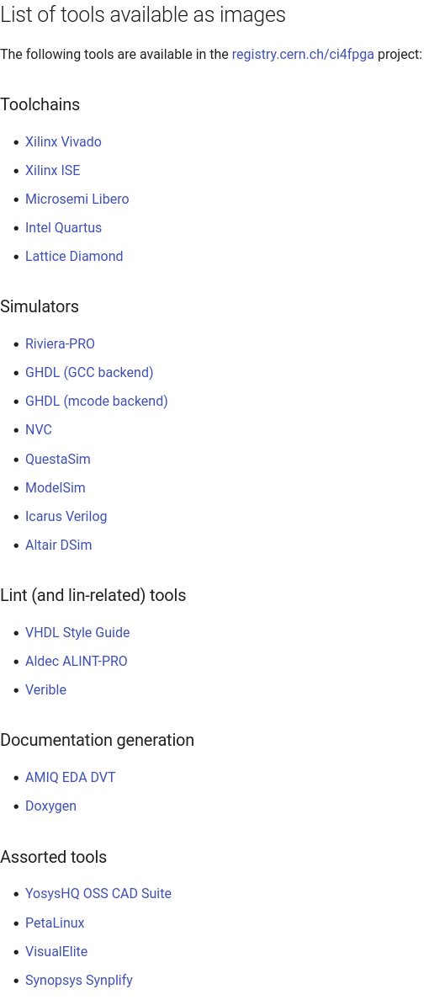 List of tools available as images
The following tools are available in the registry.cern.ch/ci4fpga project:
Toolchains
Xilinx Vivado
Xilinx ISE
Microsemi Libero
Intel Quartus
Lattice Diamond
Simulators
Riviera-PRO
GHDL (GCC backend)
GHDL (mcode backend)
NVC
QuestaSim
ModelSim
Icarus Verilog
Altair DSim
Lint (and lin-related) tools
VHDL Style Guide
Aldec ALINT-PRO
Verible
Documentation generation
AMIQ EDA DVT
Doxygen
Assorted tools
YosysHQ OSS CAD Suite
PetaLinux
VisualElite
Synopsys Synplify